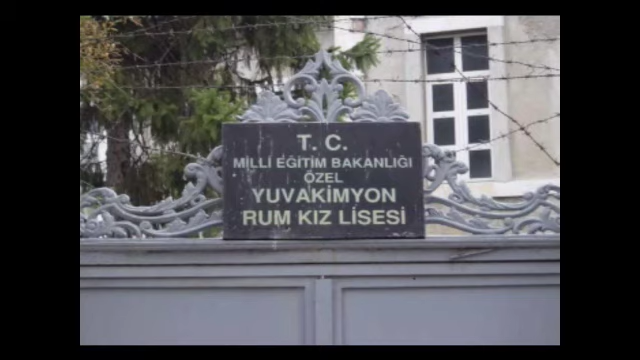 T. C.
MİLLİ EĞİTİM BAKANLIĞI
ÖZEL
YUVAKİMYON
RUM KIZ LİSESİ